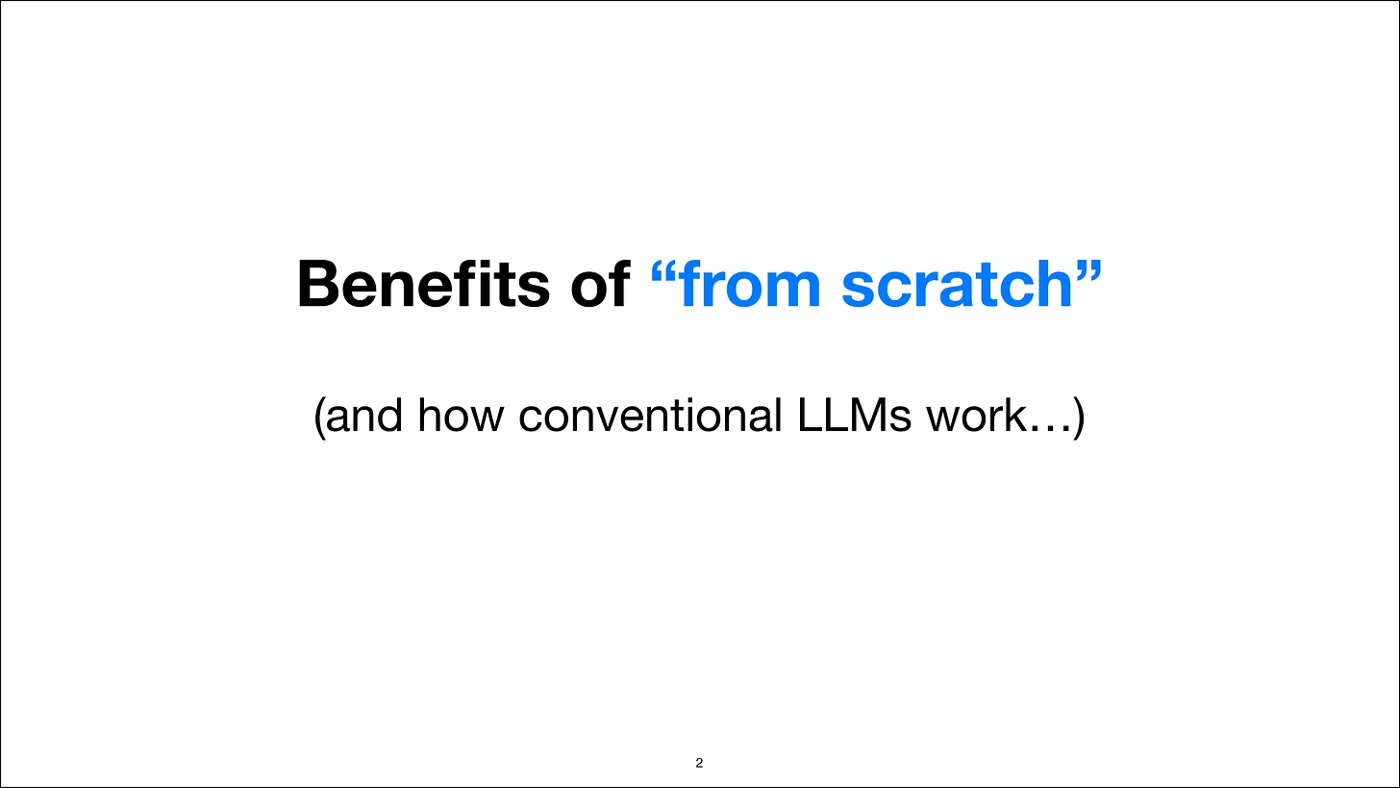 Benefits of “from scratch”
(and how conventional LLMs work…)
2